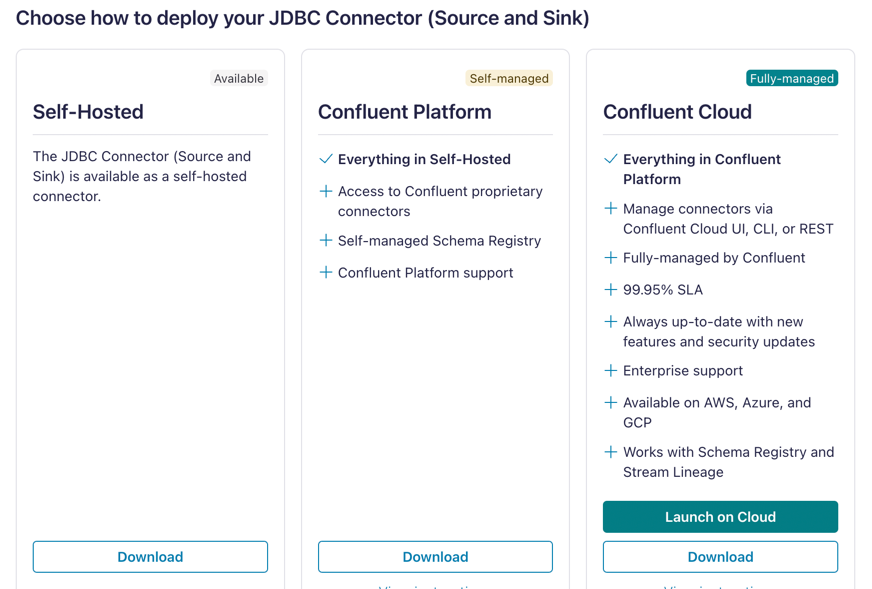 Choose how to deploy your JDBC Connector (Source and Sink)
Available
Self-Hosted
The JDBC Connector (Source and
Sink) is available as a self-hosted
connector.
Download
Self-managed
Confluent Platform
Everything in Self-Hosted
Access to Confluent proprietary
connectors
Self-managed Schema Registry
Confluent Platform support
Download
Fully-managed
Confluent Cloud
Everything in Confluent
Platform
Manage connectors via
Confluent Cloud UI, CLI, or REST
Fully-managed by Confluent
99.95% SLA
Always up-to-date with new
features and security updates
Enterprise support
Available on AWS, Azure, and
GCP
Works with Schema Registry and
Stream Lineage
Launch on Cloud
Download